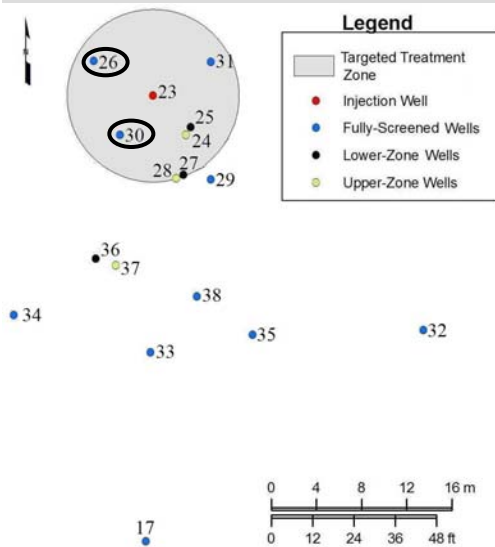 Legend
Targeted Treatment
Zone
Injection Well
Fully-Screened Wells
Lower-Zone Wells
Upper-Zone Wells
N
26
31
23
25
30
24
27
28
29
36
37
38
34
35
32
33
17
0 4 8 12 16 m
0 12 24 36 48 ft